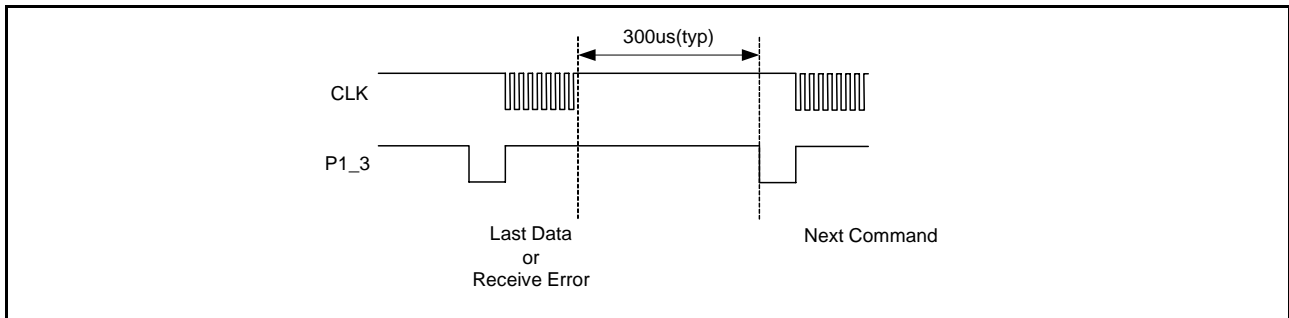 300us(typ)
CLK
P1_3
Last Data
or
Receive Error
Next Command